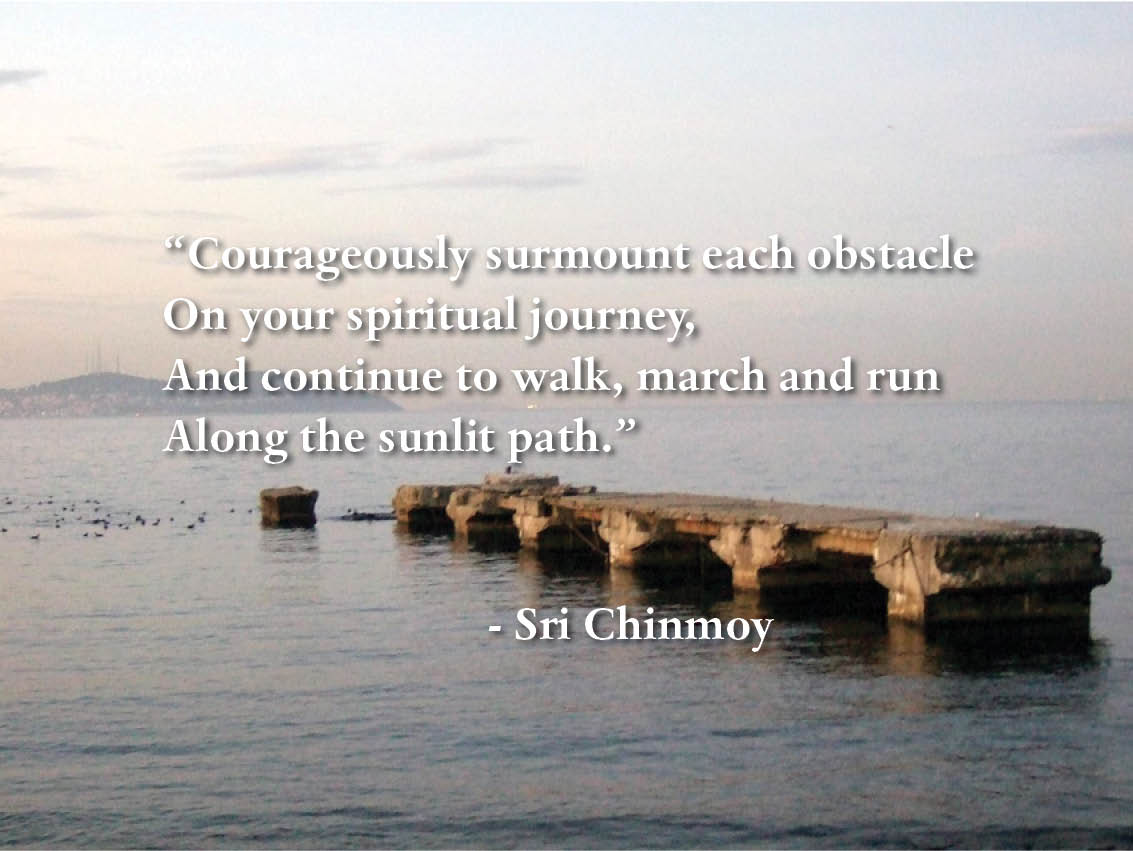 “Courageously surmount each obstacle
On your spiritual journey,
And continue to walk, march and run
Along the sunlit path.”
- Sri Chinmoy